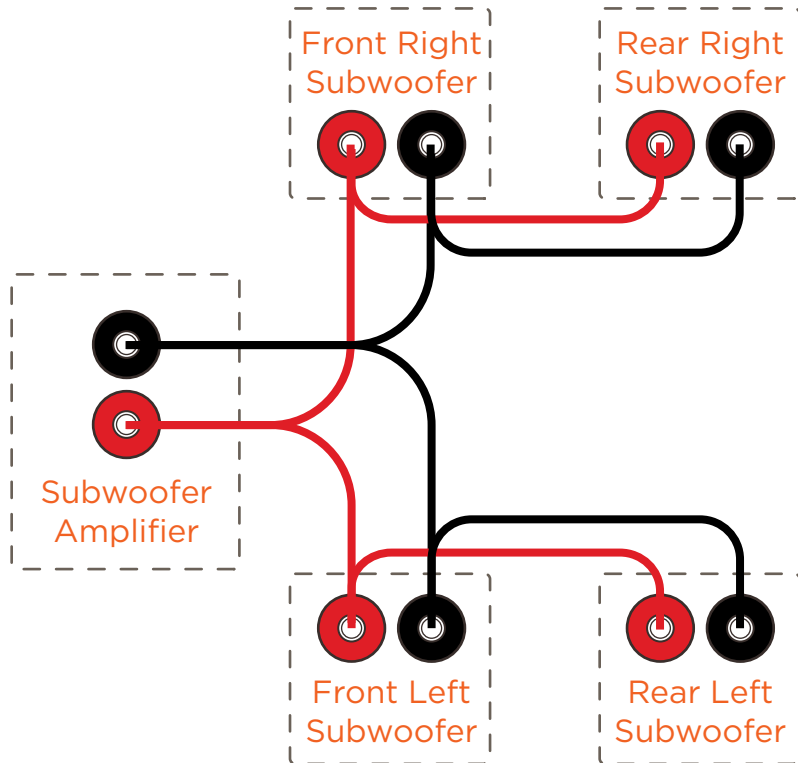 Front Right
Subwoofer
Rear Right
Subwoofer
Subwoofer
Amplifier
Front Left
Subwoofer
Rear Left
Subwoofer